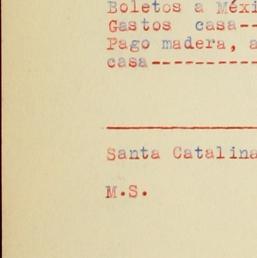 Boletos a Méxi
Gastos casa--
Pago madera, a
casa----------
Santa Catalina
M.S.